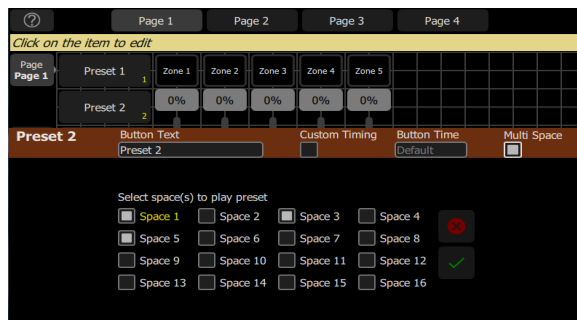 ? Page 1 Page 2 Page 3 Page 4
Click on the item to edit
Page
Page 1
Preset 1 1 Zone 1 Zone 2 Zone 3 Zone 4 Zone 5
Preset 2 2 0% 0% 0% 0% 0%
Preset 2 Button Text Custom Timing Button Time Multi Space
Preset 2 Default
Select space(s) to play preset
Space 1 Space 2 Space 3 Space 4
Space 5 Space 6 Space 7 Space 8
Space 9 Space 10 Space 11 Space 12
Space 13 Space 14 Space 15 Space 16